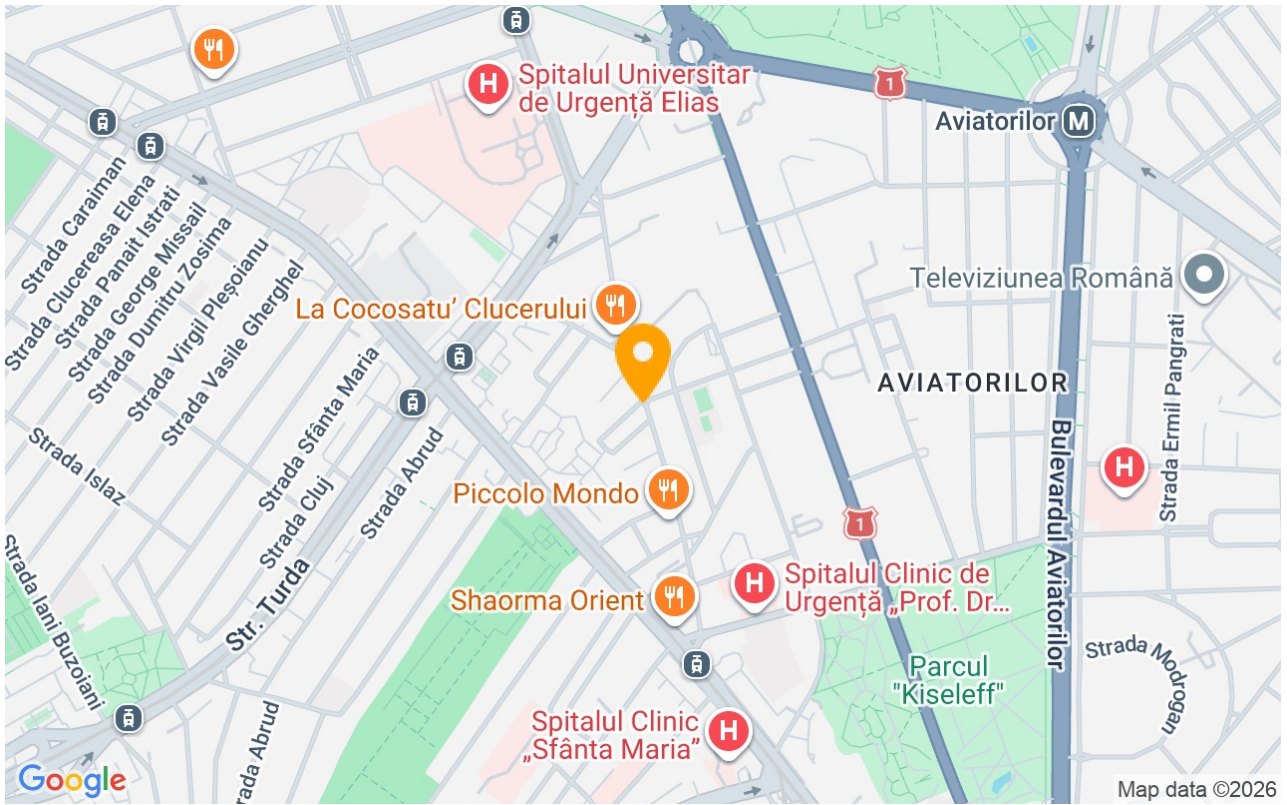 Spitalul Universitar
de Urgență Elias
1
Aviatorilor
M
Strada Caraiman
Strada Clucereasa Elena
Strada Panait Istrati
Strada George Missail
Strada Dumitru Zosima
Strada Virgil Pleșoianu
Strada Vasile Gherghel
Televiziunea Română
La Cocosatu’ Clucerului
AVIATORILOR
Strada Ermil Pangrati
Strada Sfânta Maria
Strada Cluj
Strada Abrud
Strada Islaz
Bulevardul Aviatorilor
H
H
H
H
Piccolo Mondo
1
Strada Iani Buzoiani
Str. Turda
Spitalul Clinic de
Urgență „Prof. Dr...
Shaorma Orient
Strada Modrogan
Parcul
"Kiseleff"
Strada Abrud
Spitalul Clinic
„Sfânta Maria”
Google
Map data ©2026